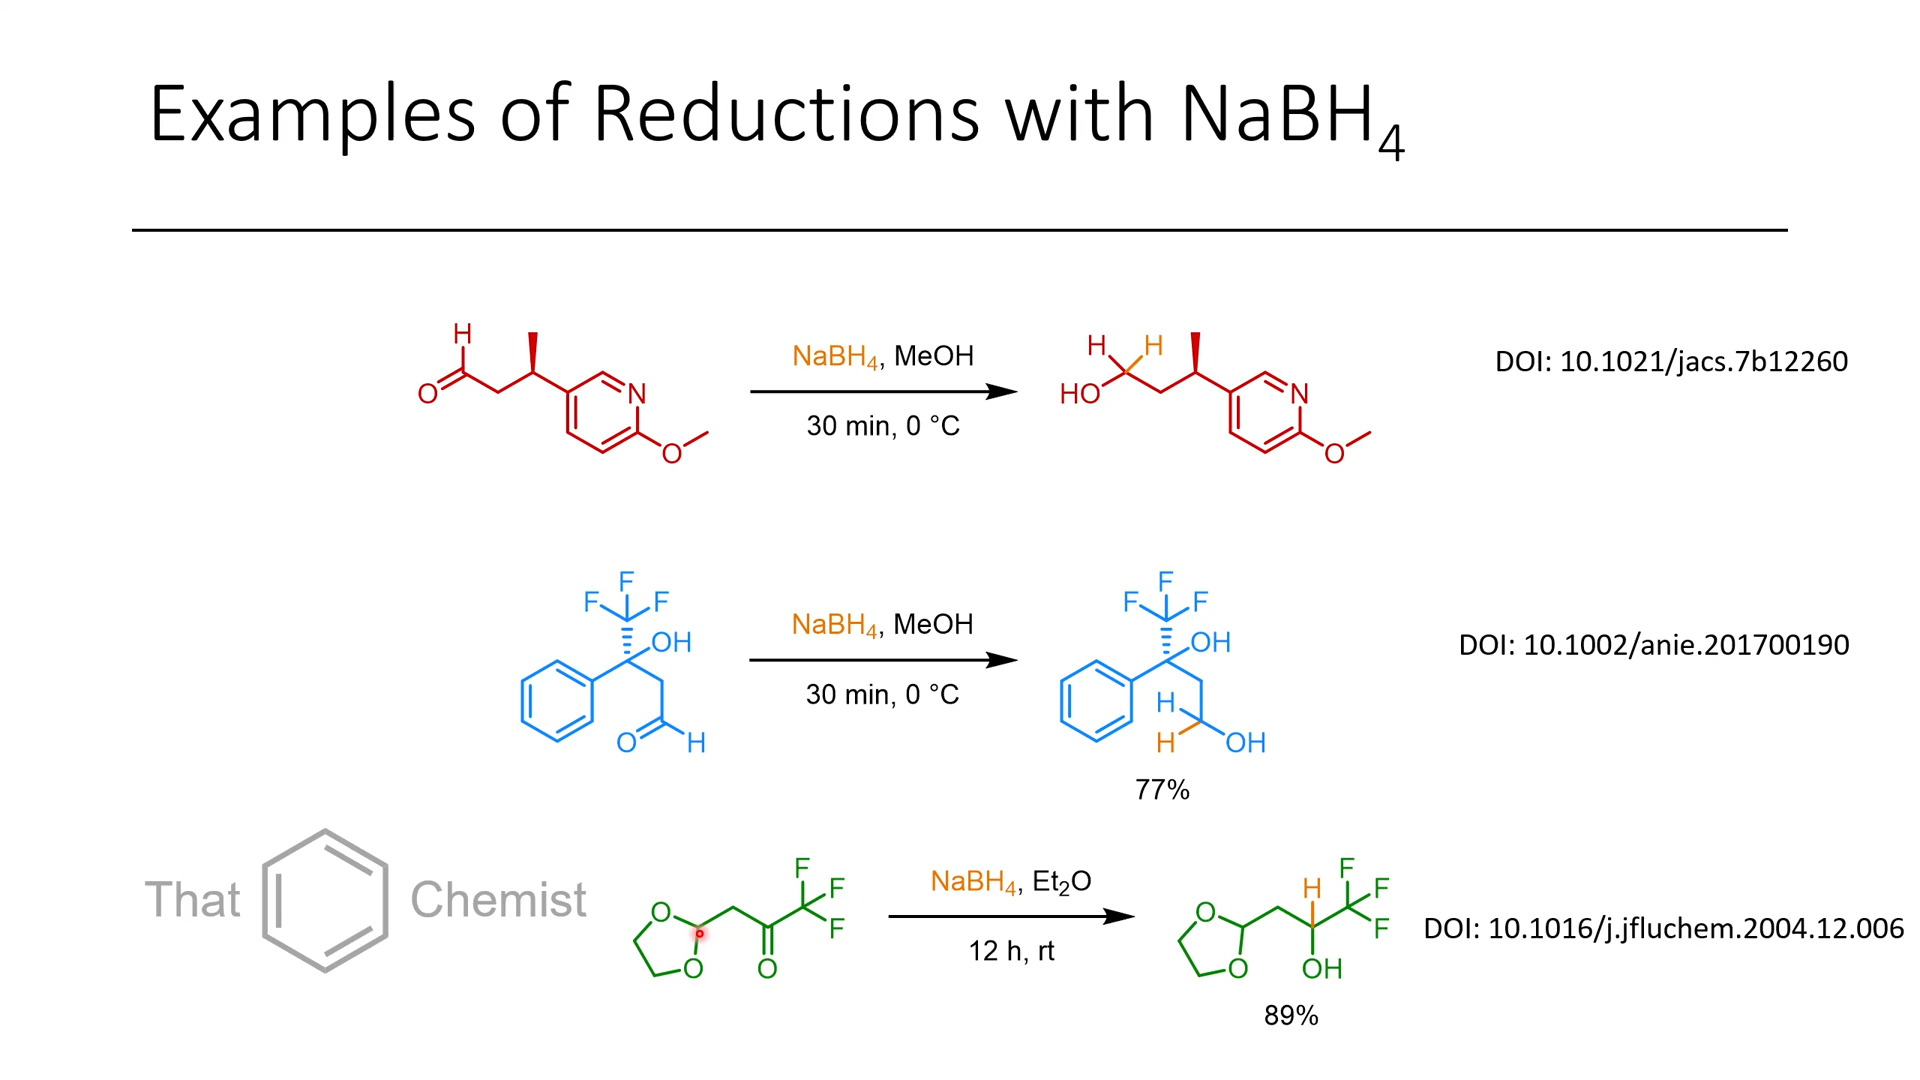 Examples of Reductions with NaBH4
H
O
N
O
NaBH4, MeOH
30 min, 0 °C
H H
HO
N
O
DOI: 10.1021/jacs.7b12260
F
F F
OH
O H
NaBH4, MeOH
30 min, 0 °C
F
F F
OH
H
H OH
77%
DOI: 10.1002/anie.201700190
That Chemist
O
O
O
F
F
F
NaBH4, Et2O
12 h, rt
O
O
H
OH
F
F
F
89%
DOI: 10.1016/j.jfluchem.2004.12.006